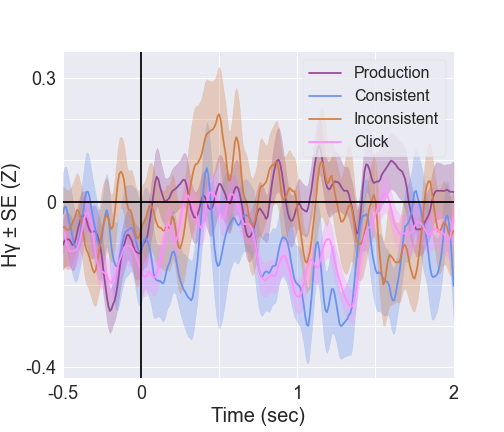 Production
Consistent
Inconsistent
Click
0.3
0
-0.4
Hγ ± SE (Z)
-0.5 0 1 2
Time (sec)